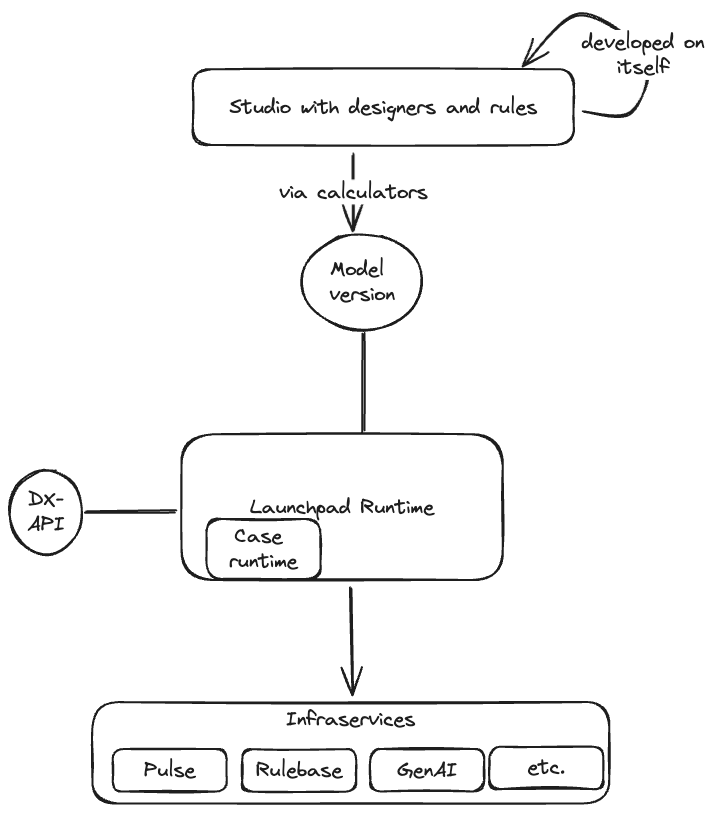 developed on
itself
Studio with designers and rules
via calculators
Model
version
DX-
API
Launchpad Runtime
Case
runtime
Infraservices
Pulse
Rulebase
GenAI
etc.